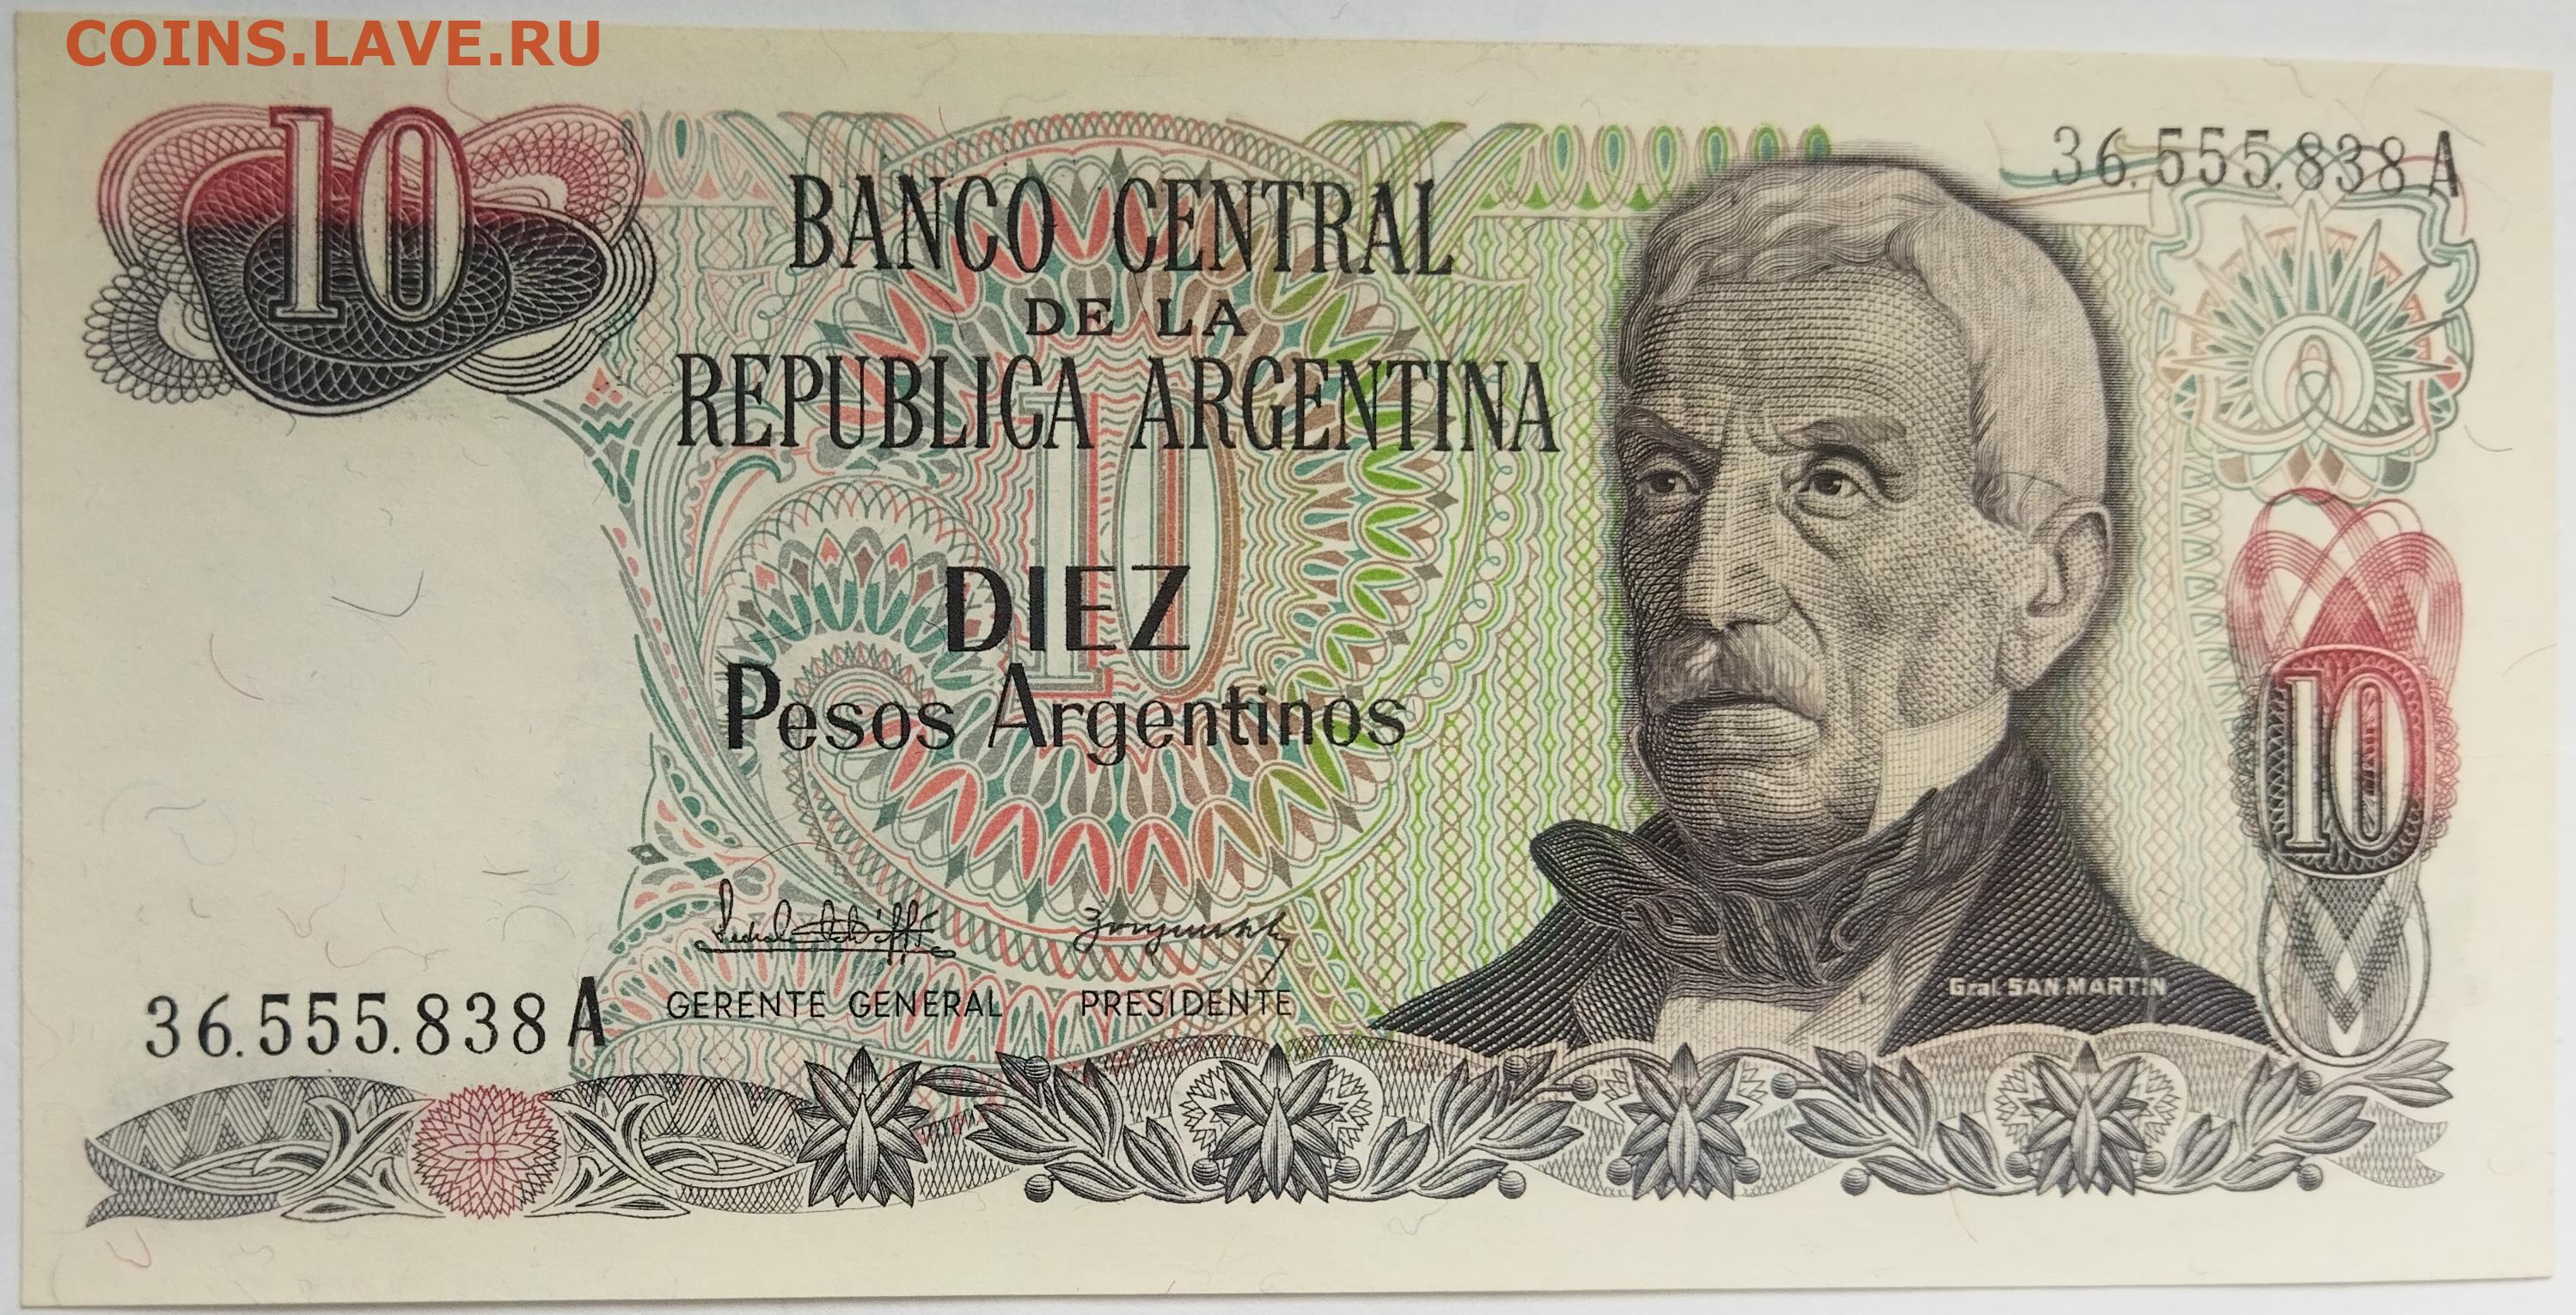 COINS.LAVE.RU
10
36.555.838 A
BANCO CENTRAL
DE LA
REPUBLICA ARGENTINA
10
DIEZ
Pesos Argentinos
10
36.555.838 A
GERENTE GENERAL PRESIDENTE
Gral. SAN MARTIN